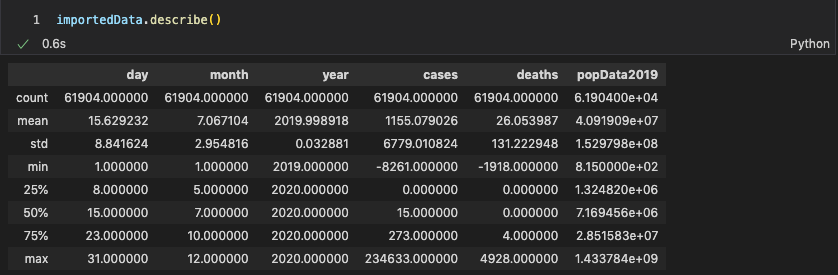 1 importedData.describe()
✓ 0.6s Python
day month year cases deaths popData2019
count 61904.000000 61904.000000 61904.000000 61904.000000 61904.000000 6.190400e+04
mean 15.629232 7.067104 2019.998918 1155.079026 26.053987 4.091909e+07
std 8.841624 2.954816 0.032881 6779.010824 131.222948 1.529798e+08
min 1.000000 1.000000 2019.000000 -8261.000000 -1918.000000 8.150000e+02
25% 8.000000 5.000000 2020.000000 0.000000 0.000000 1.324820e+06
50% 15.000000 7.000000 2020.000000 15.000000 0.000000 7.169456e+06
75% 23.000000 10.000000 2020.000000 273.000000 4.000000 2.851583e+07
max 31.000000 12.000000 2020.000000 234633.000000 4928.000000 1.433784e+09